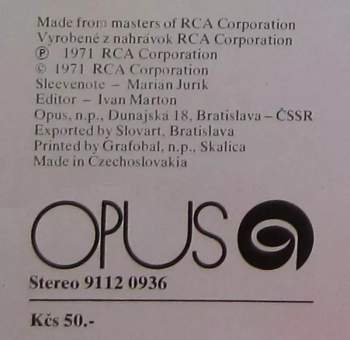 Made from masters of RCA Corporation
Vyrobené z nahrávok RCA Corporation
Ⓟ 1971 RCA Corporation
© 1971 RCA Corporation
Sleevenote – Marian Jurík
Editor – Ivan Marton
Opus, n.p., Dunajská 18, Bratislava – ČSSR
Exported by Slovart, Bratislava
Printed by Grafobal, n.p., Skalica
Made in Czechoslovakia
OPUS
Stereo 9112 0936
Kčs 50.-